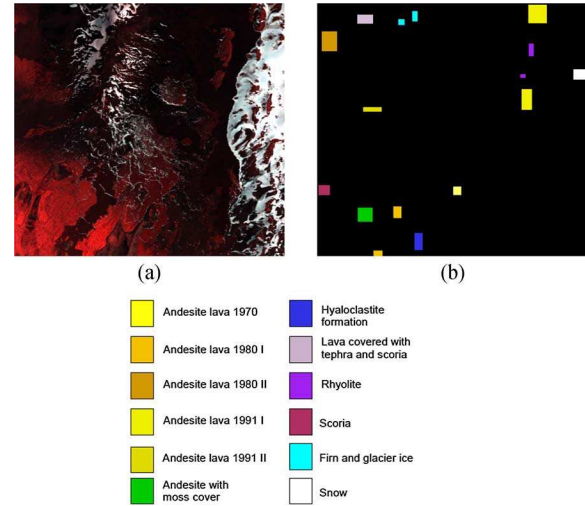 (a)
(b)
Andesite lava 1970
Andesite lava 1980 I
Andesite lava 1980 II
Andesite lava 1991 I
Andesite lava 1991 II
Andesite with
moss cover
Hyaloclastite
formation
Lava covered with
tephra and scoria
Rhyolite
Scoria
Firn and glacier ice
Snow